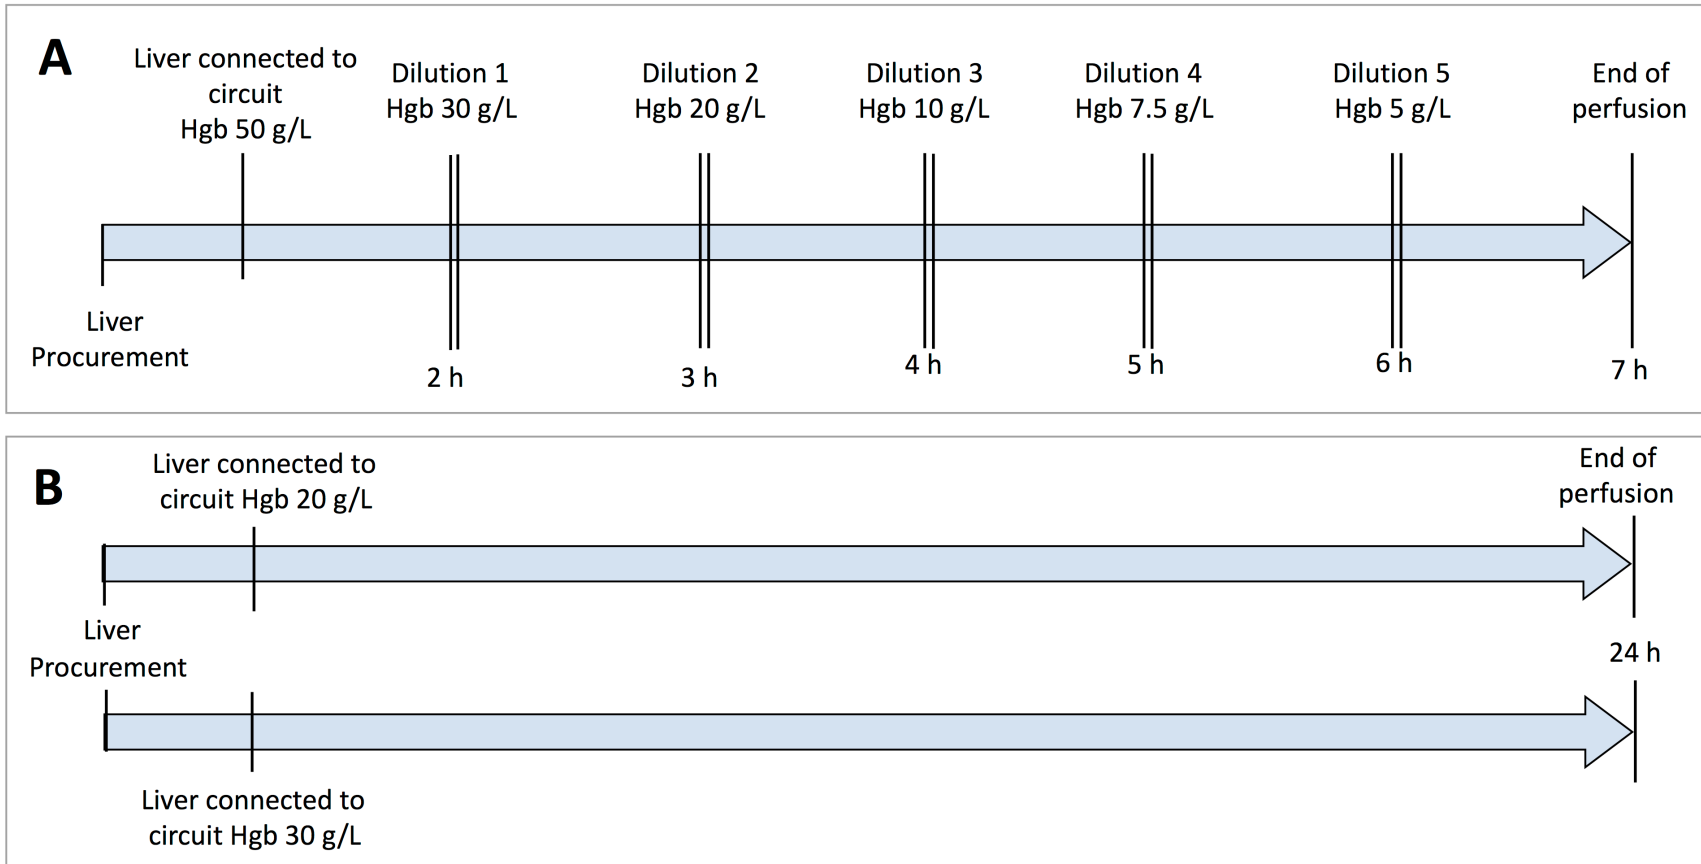 A
Liver connected to
circuit
Hgb 50 g/L
Dilution 1
Hgb 30 g/L
Dilution 2
Hgb 20 g/L
Dilution 3
Hgb 10 g/L
Dilution 4
Hgb 7.5 g/L
Dilution 5
Hgb 5 g/L
End of
perfusion
Liver
Procurement
2 h
3 h
4 h
5 h
6 h
7 h
B
Liver connected to
circuit Hgb 20 g/L
End of
perfusion
Liver
Procurement
24 h
Liver connected to
circuit Hgb 30 g/L